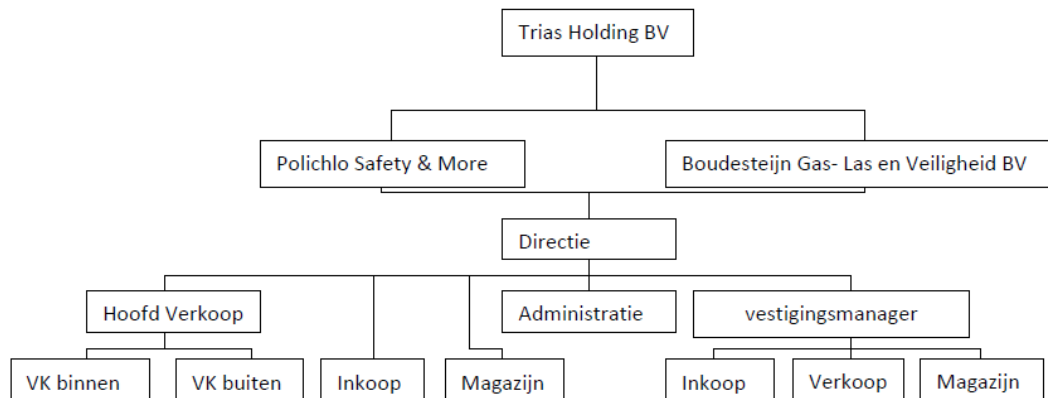 Trias Holding BV
Polichlo Safety & More
Boudesteijn Gas- Las en Veiligheid BV
Directie
Hoofd Verkoop
Administratie
vestigingsmanager
VK binnen
VK buiten
Inkoop
Magazijn
Inkoop
Verkoop
Magazijn